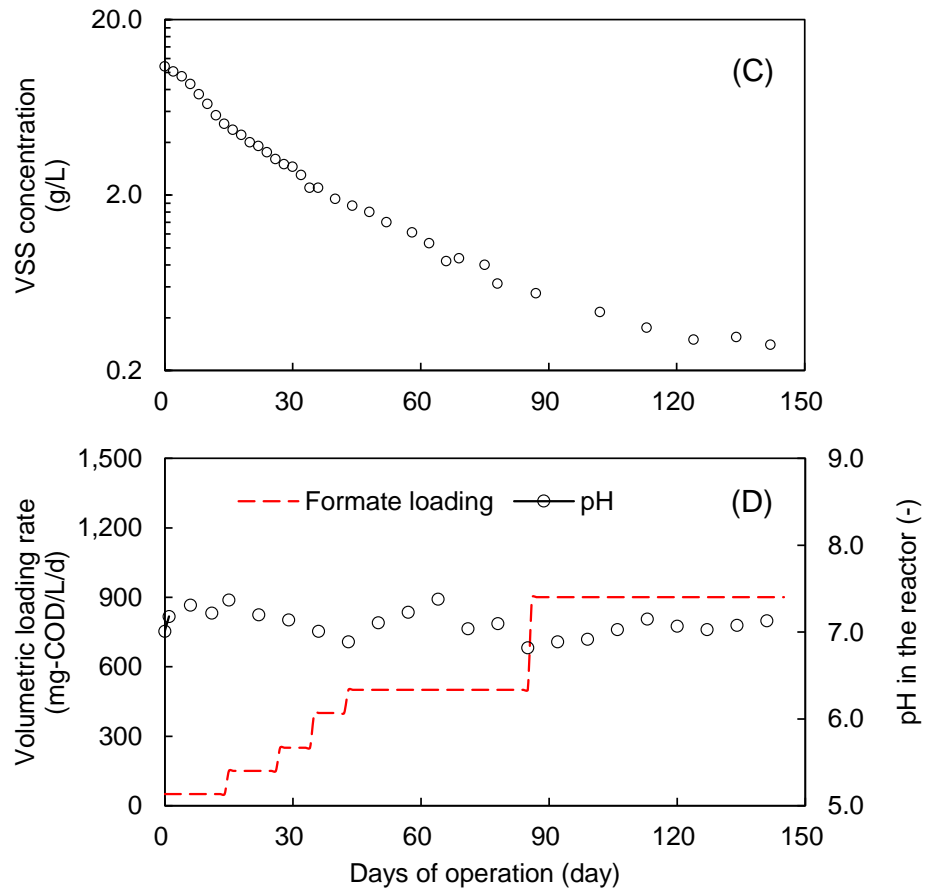 20.0
(C)
VSS concentration
(g/L)
2.0
0.2
0 30 60 90 120 150
1,500 9.0
Formate loading pH (D)
1,200 8.0
Volumetric loading rate
(mg-COD/L/d)
900
pH in the reactor (-)
7.0
600
6.0
300
0 5.0
0 30 60 90 120 150
Days of operation (day)